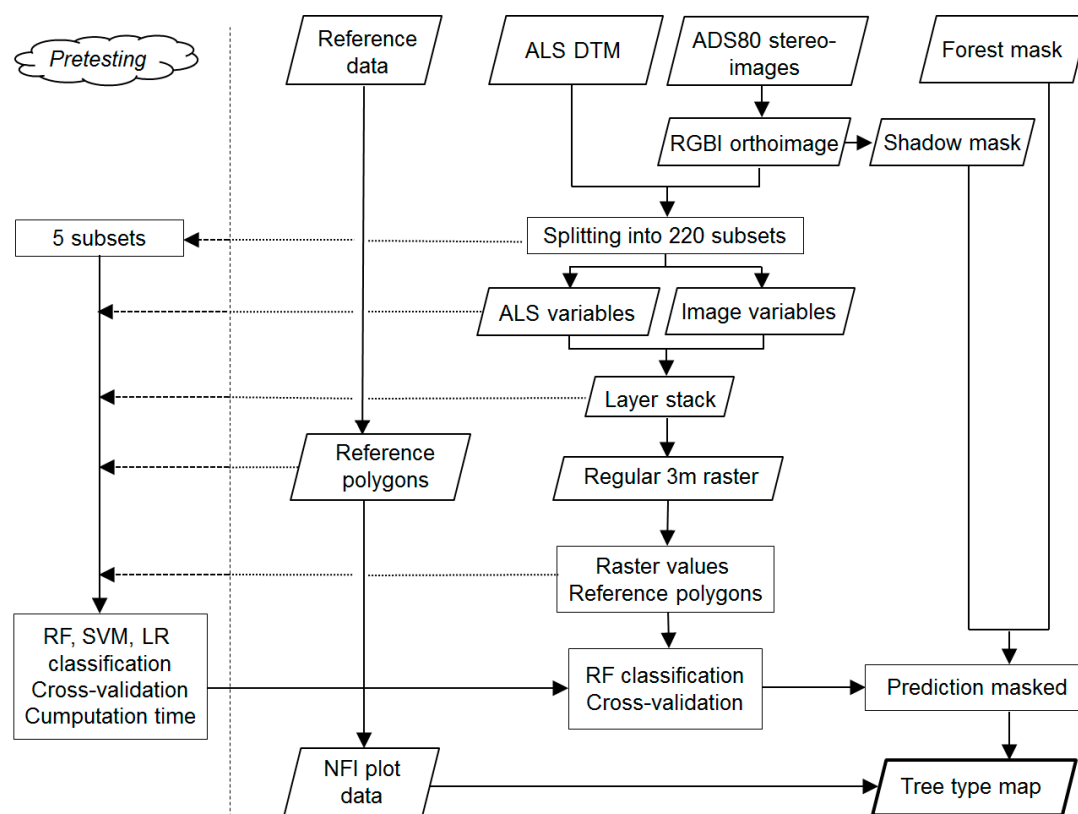 Pretesting
Reference
data
ALS DTM
ADS80 stereo-
images
Forest mask
RGBI orthoimage
Shadow mask
5 subsets
Splitting into 220 subsets
ALS variables
Image variables
Layer stack
Reference
polygons
Regular 3m raster
Raster values
Reference polygons
RF, SVM, LR
classification
Cross-validation
Cumputation time
RF classification
Cross-validation
Prediction masked
NFI plot
data
Tree type map